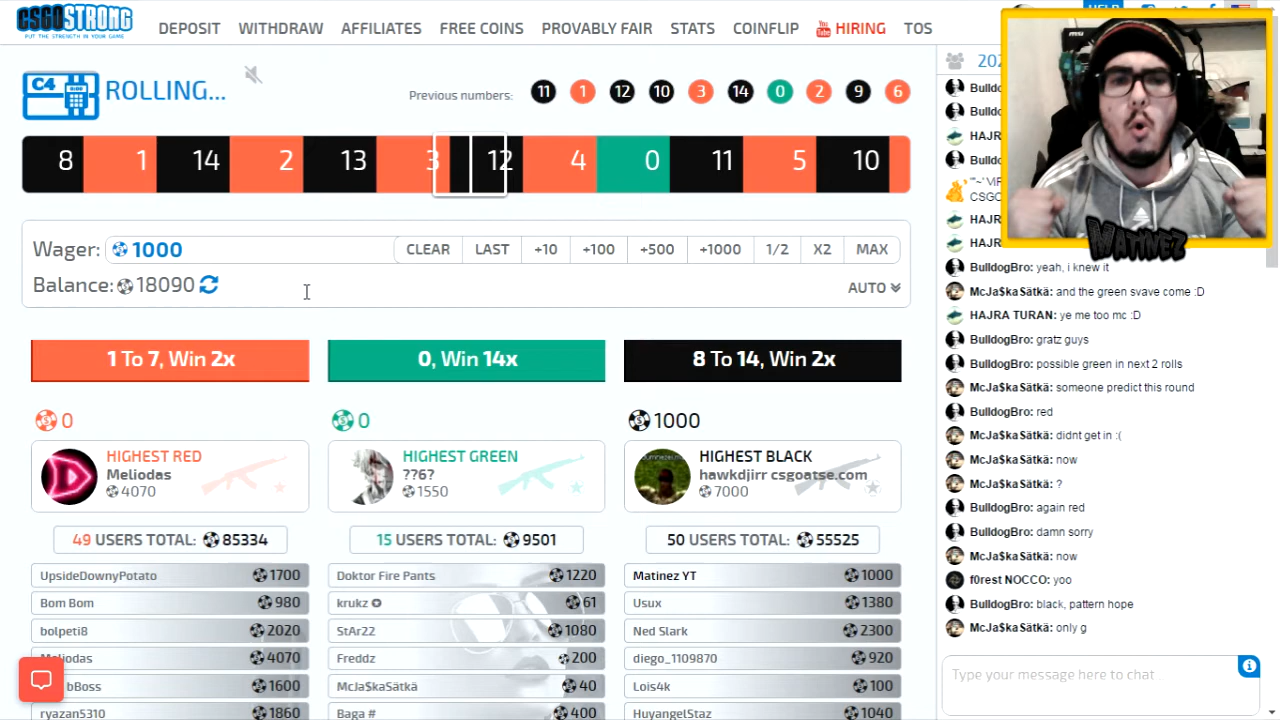 CSGOSTRONG
PUT THE STRENGTH IN YOUR GAME
DEPOSIT WITHDRAW AFFILIATES FREE COINS PROVABLY FAIR STATS COINFLIP You Tube HIRING TOS
HELP
C4
ROLLING...
Previous numbers: 11 1 12 10 3 14 0 2 9 6
8 1 14 2 13 3 12 4 0 11 5 10
Wager: 1000 CLEAR LAST +10 +100 +500 +1000 1/2 X2 MAX
Balance: 18090 AUTO
1 To 7, Win 2x
0, Win 14x
8 To 14, Win 2x
0
0
1000
HIGHEST RED
Meliodas
4070
HIGHEST GREEN
??6?
1550
HIGHEST BLACK
hawkdjirr csgoatse.com
7000
49 USERS TOTAL: 85334
15 USERS TOTAL: 9501
50 USERS TOTAL: 55525
UpsideDownyPotato 1700
Bom Bom 980
bolpeti8 2020
Meliodas 4070
bBoss 1600
ryazan5310 1860
Doktor Fire Pants 1220
krukz 61
StAr22 1080
Freddz 200
McJa$kaSätkä 40
Baga # 400
Matinez YT 1000
Usux 1380
Ned Slark 2300
diego_1109870 920
Lois4k 100
HuyangelStaz 1040
msi
MATINEZ
BulldogBro: yeah, i knew it
McJa$kaSätkä: and the green svave come :D
HAJRA TURAN: ye me too mc :D
BulldogBro: gratz guys
BulldogBro: possible green in next 2 rolls
McJa$kaSätkä: someone predict this round
BulldogBro: red
McJa$kaSätkä: didnt get in :(
McJa$kaSätkä: now
McJa$kaSätkä: ?
BulldogBro: again red
BulldogBro: damn sorry
McJa$kaSätkä: now
f0rest NOCCO: yoo
BulldogBro: black, pattern hope
McJa$kaSätkä: only g
Type your message here to chat...